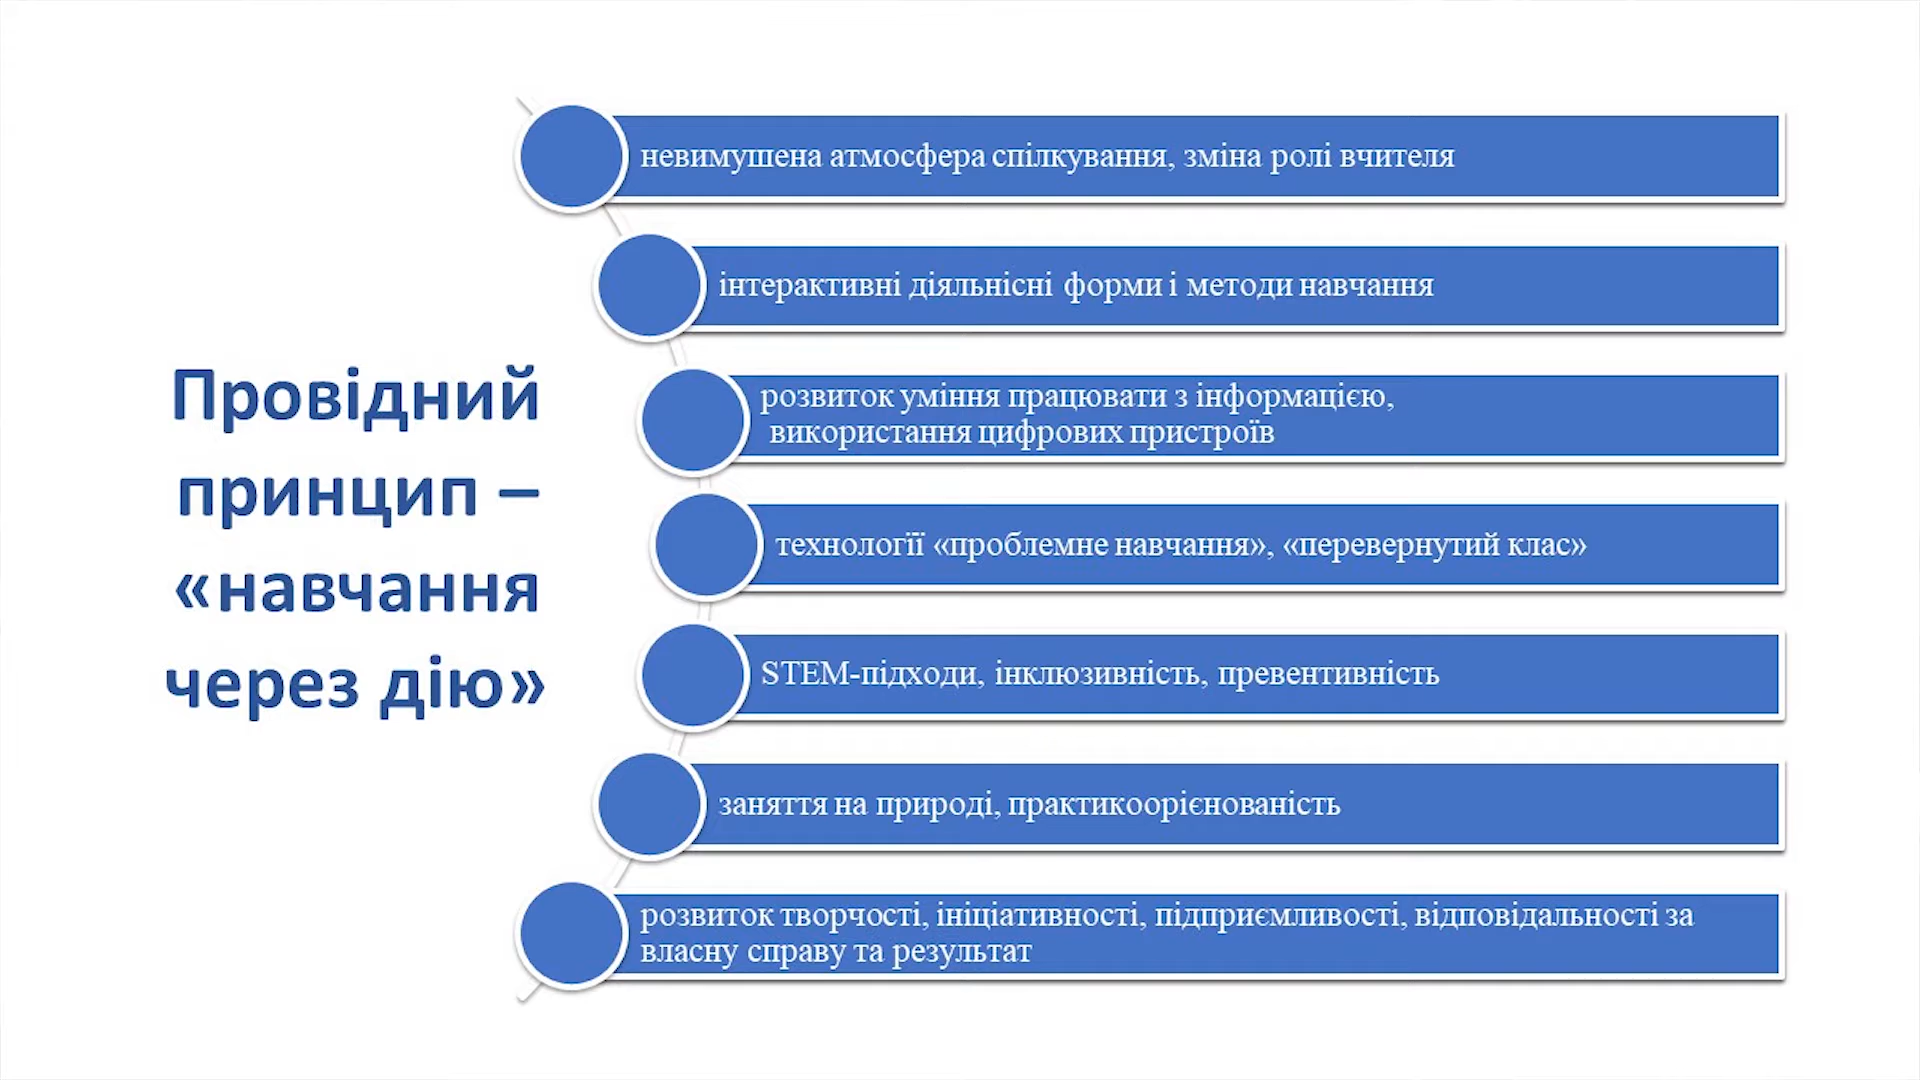 Провідний
принцип –
«навчання
через дію»
невимушена атмосфера спілкування, зміна ролі вчителя
інтерактивні діяльнісні форми і методи навчання
розвиток уміння працювати з інформацією,
використання цифрових пристроїв
технології «проблемне навчання», «перевернутий клас»
STEM-підходи, інклюзивність, превентивність
заняття на природі, практикоорієнованість
розвиток творчості, ініціативності, підприємливості, відповідальності за
власну справу та результат